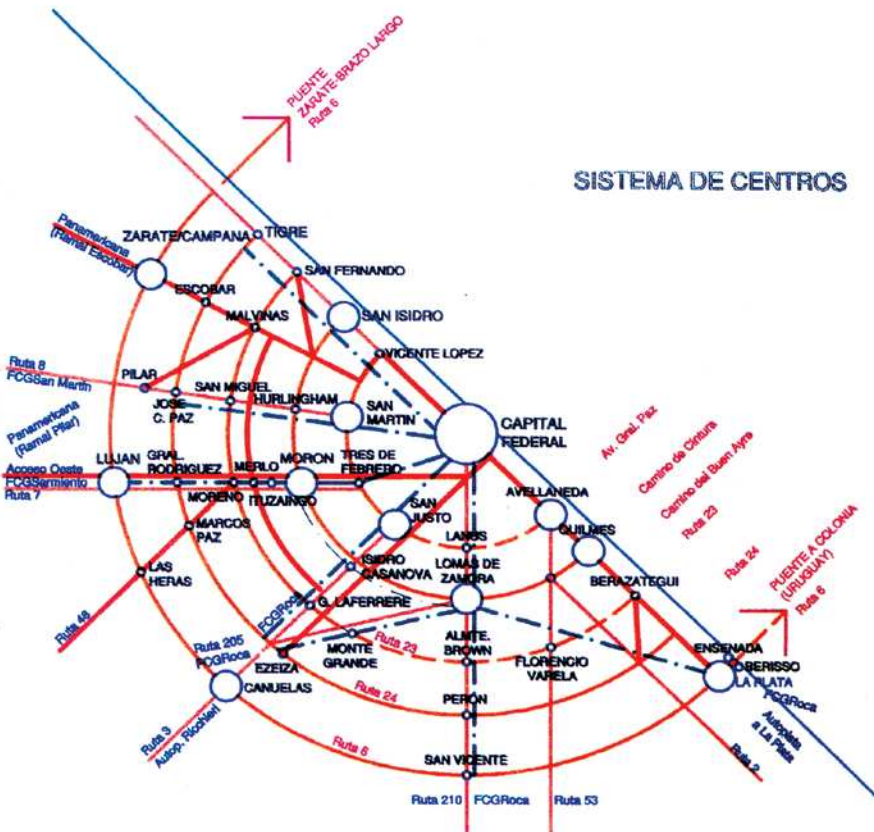 PUENTE
ZARATE-BRAZO LARGO
Ruta 6
SISTEMA DE CENTROS
Panamericana
(Ramal Escobar)
ZARATE/CAMPANA
TIGRE
SAN FERNANDO
ESCOBAR
MALVINAS
SAN ISIDRO
VICENTE LOPEZ
Ruta 8
FCGSan Martín
PILAR
SAN MIGUEL
HURLINGHAM
JOSE
C. PAZ
SAN
MARTIN
CAPITAL
FEDERAL
Panamericana
(Ramal Pilar)
LUJAN
GRAL.
RODRIGUEZ
MERLO
MORON
TRES DE
FEBRERO
Acceso Oeste
FCGSarmiento
Ruta 7
MORENO
ITUZAINGO
Av. Gral. Paz
Camino de Cintura
Camino del Buen Ayre
Ruta 23
Ruta 24
PUENTE A COLONIA
(URUGUAY)
Ruta 6
AVELLANEDA
QUILMES
SAN
JUSTO
MARCOS
PAZ
LANUS
LOMAS DE
ZAMORA
ISIDRO
CASANOVA
LAS
HERAS
BERAZATEGUI
G. LAFERRERE
FCGRoca
Ruta 48
Ruta 205
FCGRoca
EZEIZA
MONTE
GRANDE
Ruta 23
ALMTE.
BROWN
FLORENCIO
VARELA
ENSENADA
BERISSO
LA PLATA
FCGRoca
CANUELAS
Ruta 24
PERON
Autopista
a La Plata
Ruta 3
Autop. Ricchieri
Ruta 6
SAN VICENTE
Ruta 2
Ruta 210
FCGRoca
Ruta 53